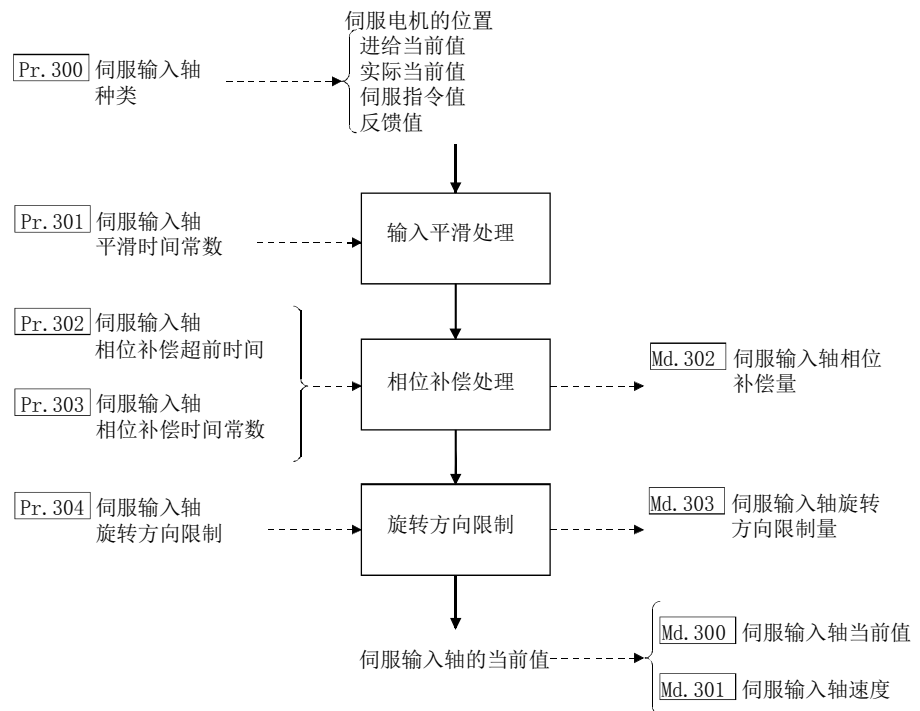 伺服电机的位置
进给当前值
实际当前值
伺服指令值
反馈值
Pr.300 伺服输入轴
种类
Pr.301 伺服输入轴
平滑时间常数
输入平滑处理
Pr.302 伺服输入轴
相位补偿超前时间
Pr.303 伺服输入轴
相位补偿时间常数
相位补偿处理
Md.302 伺服输入轴相位
补偿量
Pr.304 伺服输入轴
旋转方向限制
旋转方向限制
Md.303 伺服输入轴旋转
方向限制量
伺服输入轴的当前值
Md.300 伺服输入轴当前值
Md.301 伺服输入轴速度